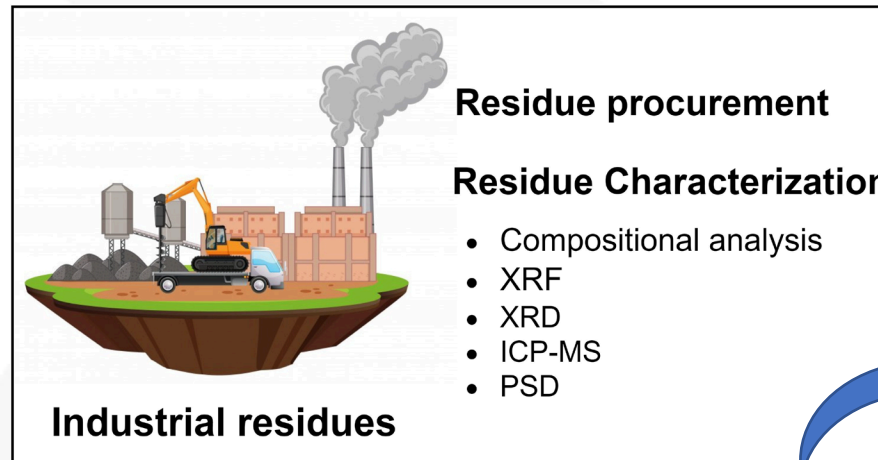 Residue procurement
Residue Characterization
• Compositional analysis
• XRF
• XRD
• ICP-MS
• PSD
Industrial residues